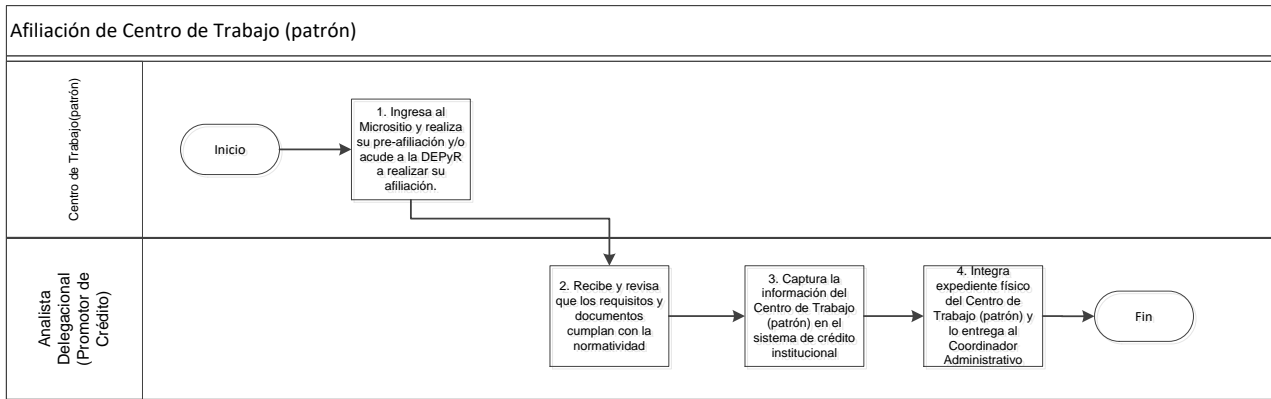 Afiliación de Centro de Trabajo (patrón)
Centro de Trabajo(patrón)
Inicio
1. Ingresa al
Micrositio y realiza
su pre-afiliación y/o
acude a la DEPyR
a realizar su
afiliación.
Analista
Delegacional
(Promotor de
Crédito)
2. Recibe y revisa
que los requisitos y
documentos
cumplan con la
normatividad
3. Captura la
información del
Centro de Trabajo
(patrón) en el
sistema de crédito
institucional
4. Integra
expediente físico
del Centro de
Trabajo (patrón) y
lo entrega al
Coordinador
Administrativo
Fin